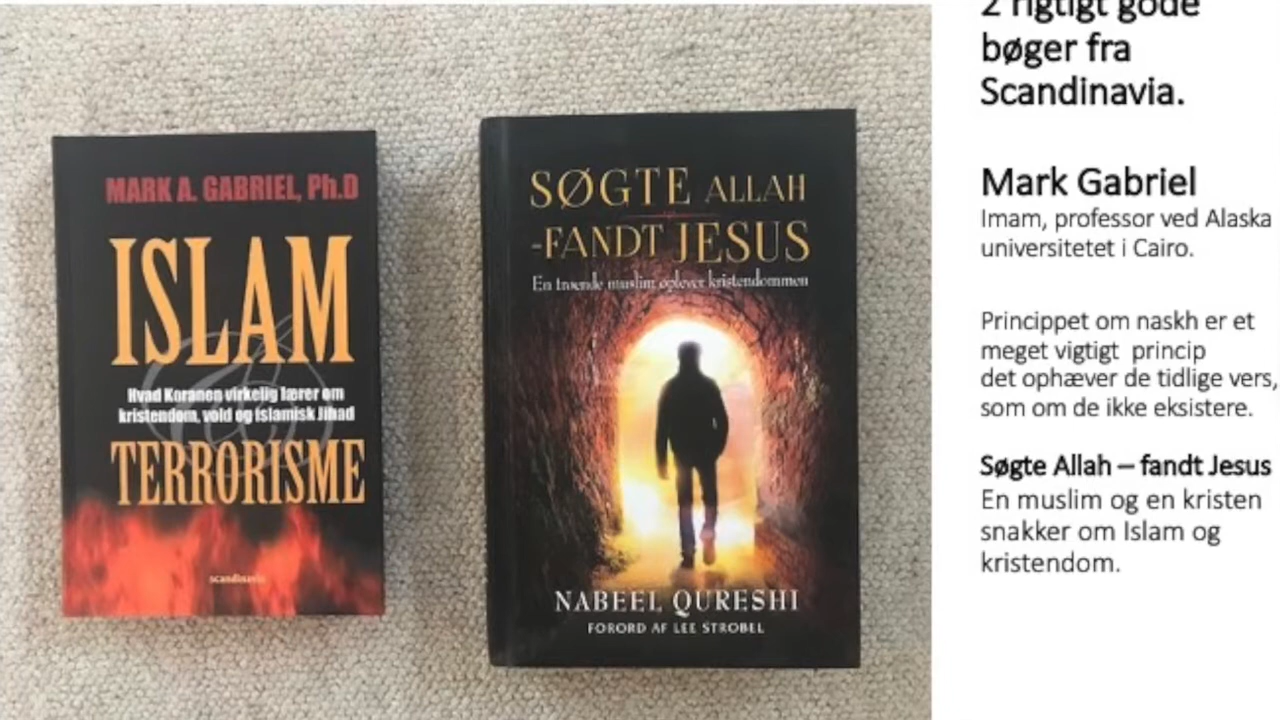 MARK A. GABRIEL, Ph.D
ISLAM
Hvad Koranen virkelig lærer om
kristendom, vold og islamisk Jihad
TERRORISME
scandinavia
SØGTE ALLAH
-FANDT JESUS
En troende muslim oplever kristendommen
NABEEL QURESHI
FORORD AF LEE STROBEL
2 rigtigt gode
bøger fra
Scandinavia.
Mark Gabriel
Imam, professor ved Alaska
universitetet i Cairo.
Princippet om naskh er et
meget vigtigt princip
det ophæver de tidlige vers,
som om de ikke eksistere.
Søgte Allah – fandt Jesus
En muslim og en kristen
snakker om Islam og
kristendom.